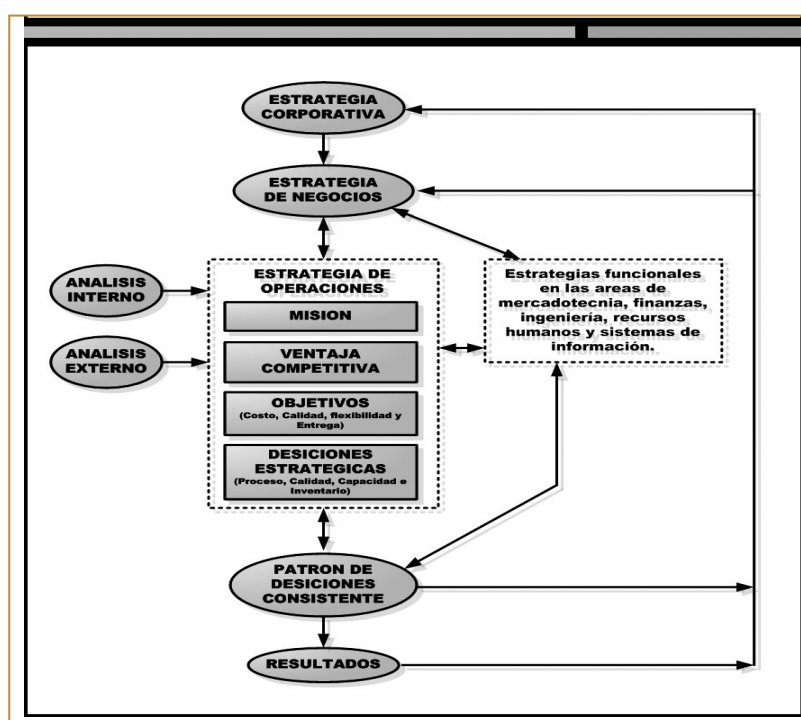 ESTRATEGIA
CORPORATIVA
ESTRATEGIA
DE NEGOCIOS
ANALISIS
INTERNO
ANALISIS
EXTERNO
ESTRATEGIA DE
OPERACIONES
MISION
VENTAJA
COMPETITIVA
OBJETIVOS
(Costo, Calidad, flexibilidad y
Entrega)
DESICIONES
ESTRATEGICAS
(Proceso, Calidad, Capacidad e
Inventario)
Estrategias funcionales
en las areas de
mercadotecnia, finanzas,
ingeniería, recursos
humanos y sistemas de
información.
PATRON DE
DESICIONES
CONSISTENTE
RESULTADOS